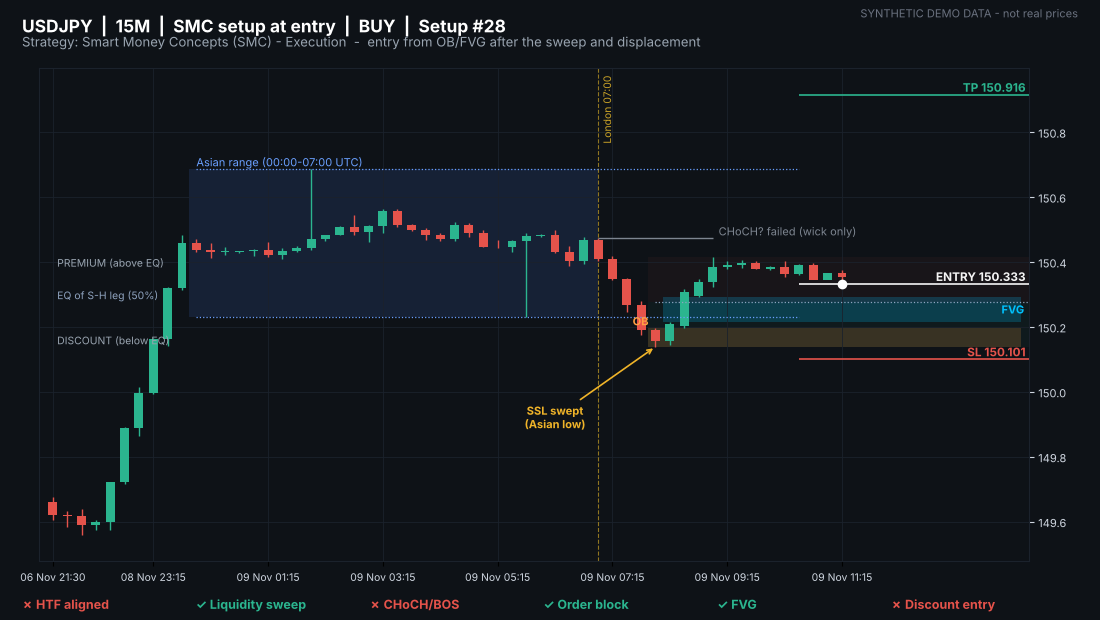 SYNTHETIC DEMO DATA - not real prices
USDJPY | 15M | SMC setup at entry | BUY | Setup #28
Strategy: Smart Money Concepts (SMC) - Execution - entry from OB/FVG after the sweep and displacement
London 07:00
TP 150.916
150.8
Asian range (00:00-07:00 UTC)
150.6
CHoCH? failed (wick only)
PREMIUM (above EQ)
150.4
ENTRY 150.333
EQ of S-H leg (50%)
FVG
OB
150.2
DISCOUNT (below EQ)
SL 150.101
150.0
SSL swept
(Asian low)
149.8
149.6
06 Nov 21:30 08 Nov 23:15 09 Nov 01:15 09 Nov 03:15 09 Nov 05:15 09 Nov 07:15 09 Nov 09:15 09 Nov 11:15
× HTF aligned ✓ Liquidity sweep × CHoCH/BOS ✓ Order block ✓ FVG × Discount entry